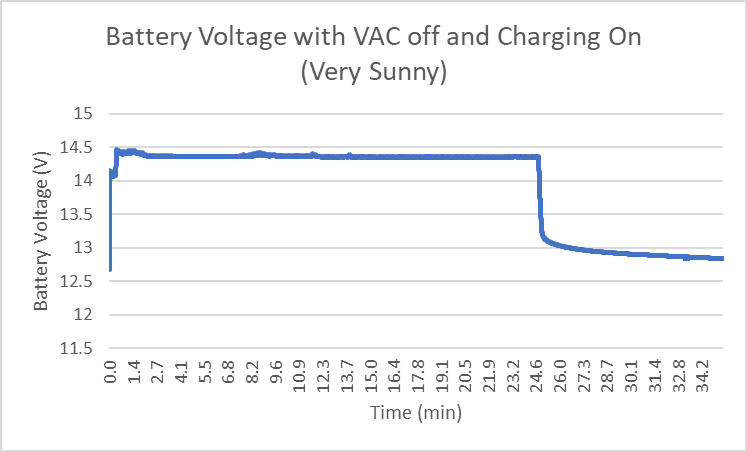 Battery Voltage with VAC off and Charging On
(Very Sunny)
Battery Voltage (V)
15
14.5
14
13.5
13
12.5
12
11.5
0.0 1.4 2.7 4.1 5.5 6.8 8.2 9.6 10.9 12.3 13.7 15.0 16.4 17.8 19.1 20.5 21.9 23.2 24.6 26.0 27.3 28.7 30.1 31.4 32.8 34.2
Time (min)